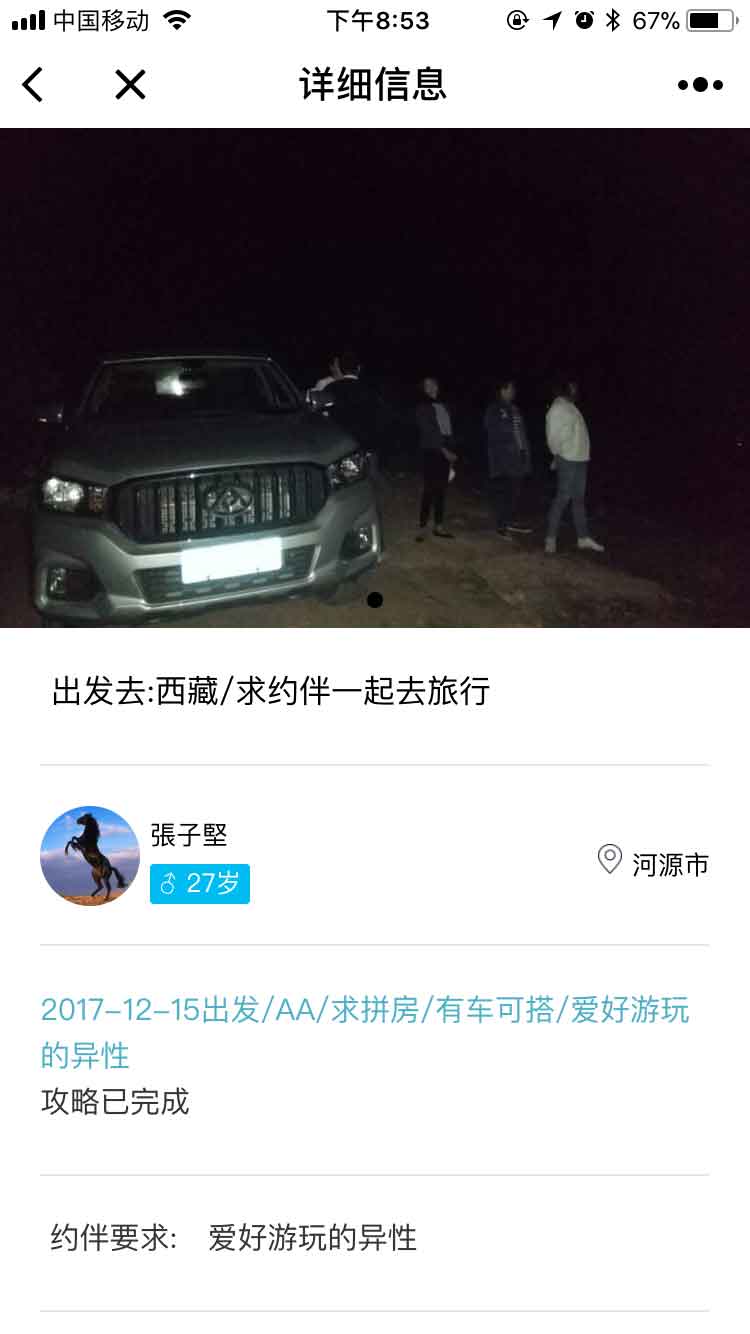 中国移动 下午8:53 67%
详细信息
出发去:西藏/求约伴一起去旅行
張子堅
♂ 27岁
河源市
2017-12-15出发/AA/求拼房/有车可搭/爱好游玩
的异性
攻略已完成
约伴要求: 爱好游玩的异性